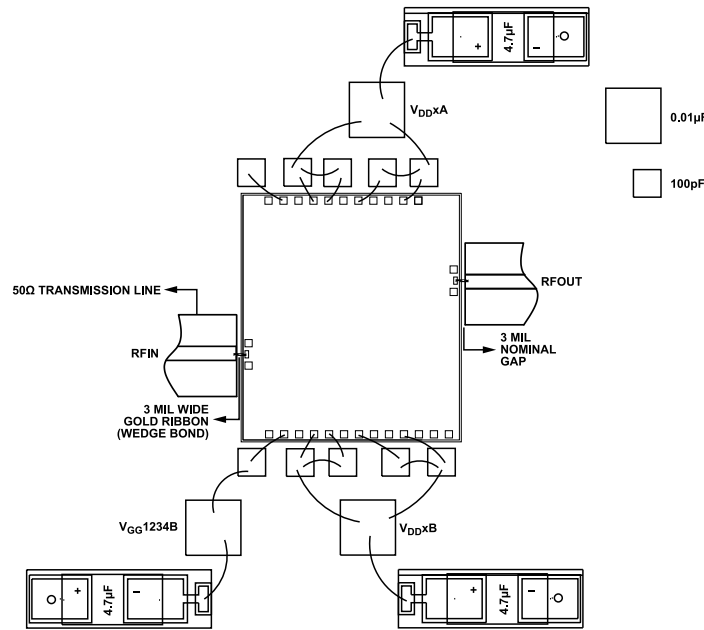 +
4.7µF
−
VDDxA
0.01µF
100pF
50Ω TRANSMISSION LINE
RFOUT
RFIN
3 MIL
NOMINAL
GAP
3 MIL WIDE
GOLD RIBBON
(WEDGE BOND)
VGG1234B
VDDxB
+
4.7µF
−
+
4.7µF
−